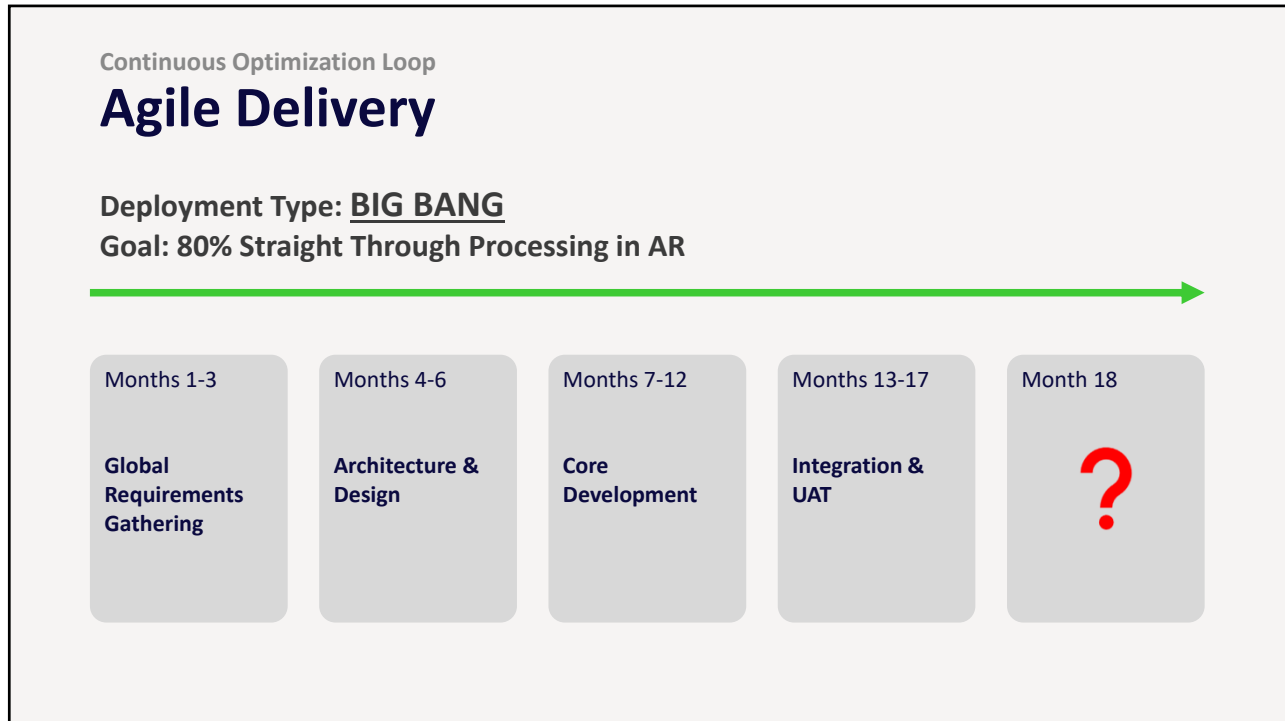 Continuous Optimization Loop
Agile Delivery
Deployment Type: BIG BANG
Goal: 80% Straight Through Processing in AR
Months 1-3
Global
Requirements
Gathering
Months 4-6
Architecture &
Design
Months 7-12
Core
Development
Months 13-17
Integration &
UAT
Month 18
?